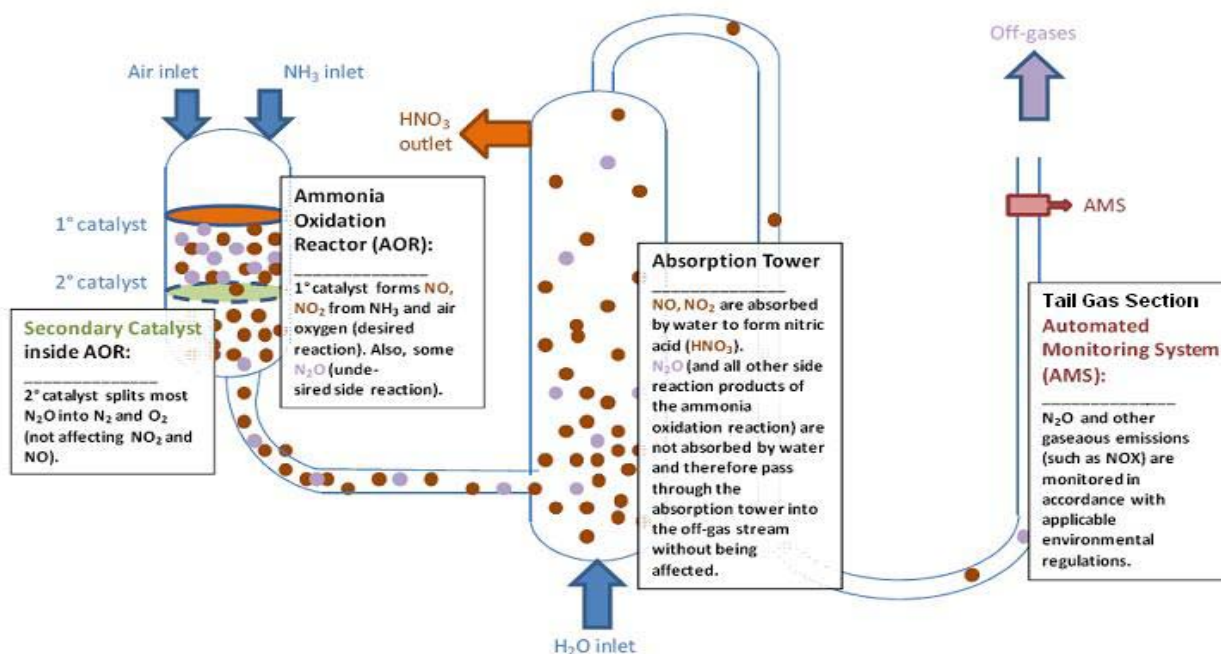 Air inlet
NH₃ inlet
1° catalyst
2° catalyst
Secondary Catalyst
inside AOR:
______________
2° catalyst splits most
N₂O into N₂ and O₂
(not affecting NO₂ and
NO).
Ammonia
Oxidation
Reactor (AOR):
______________
1° catalyst forms NO,
NO₂ from NH₃ and air
oxygen (desired
reaction). Also, some
N₂O (unde-
sired side reaction).
HNO₃
outlet
H₂O inlet
Absorption Tower
______________
NO, NO₂ are absorbed
by water to form nitric
acid (HNO₃).
N₂O (and all other side
reaction products of
the ammonia
oxidation reaction) are
not absorbed by water
and therefore pass
through the
absorption tower into
the off-gas stream
without being
affected.
Off-gases
AMS
Tail Gas Section
Automated
Monitoring System
(AMS):
______________
N₂O and other
gaseaous emissions
(such as NOX) are
monitored in
accordance with
applicable
environmental
regulations.